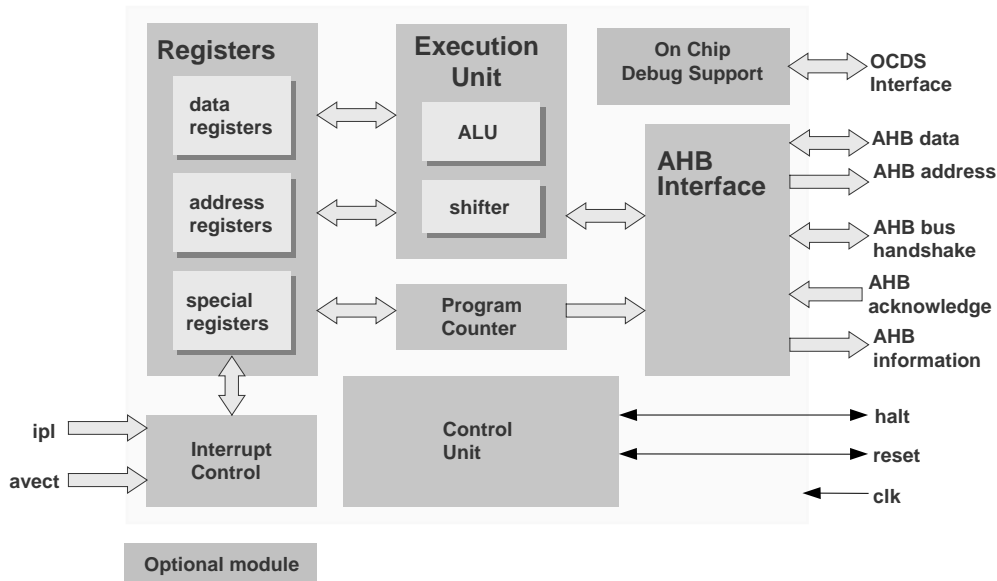 Registers
data
registers
address
registers
special
registers
Execution
Unit
ALU
shifter
Program
Counter
On Chip
Debug Support
AHB
Interface
OCDS
Interface
AHB data
AHB address
AHB bus
handshake
AHB
acknowledge
AHB
information
ipl
avect
Interrupt
Control
Control
Unit
halt
reset
clk
Optional module